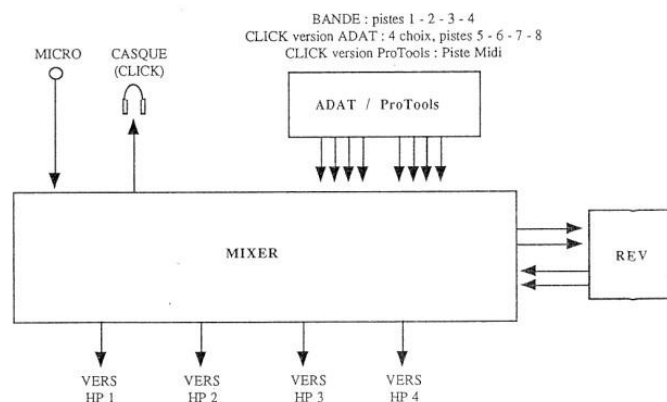 BANDE : pistes 1 - 2 - 3 - 4
CLICK version ADAT : 4 choix, pistes 5 - 6 - 7 - 8
CLICK version ProTools : Piste Midi
MICRO
CASQUE
(CLICK)
ADAT / ProTools
MIXER
REV
VERS
HP 1
VERS
HP 2
VERS
HP 3
VERS
HP 4